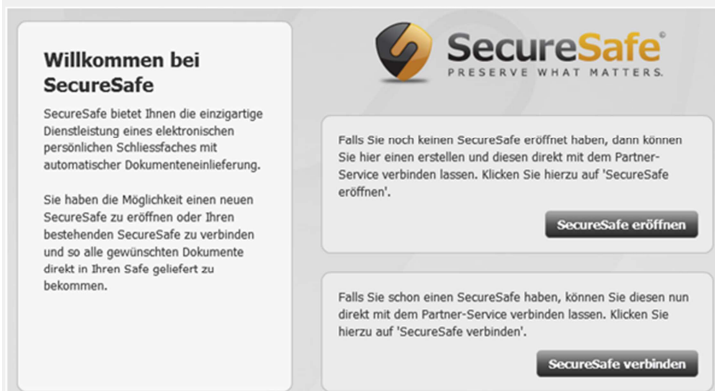 Willkommen bei
SecureSafe
SecureSafe bietet Ihnen die einzigartige
Dienstleistung eines elektronischen
persönlichen Schliessfaches mit
automatischer Dokumenteneinlieferung.
Sie haben die Möglichkeit einen neuen
SecureSafe zu eröffnen oder Ihren
bestehenden SecureSafe zu verbinden
und so alle gewünschten Dokumente
direkt in Ihren Safe geliefert zu
bekommen.
SecureSafe®
PRESERVE WHAT MATTERS.
Falls Sie noch keinen SecureSafe eröffnet haben, dann können
Sie hier einen erstellen und diesen direkt mit dem Partner-
Service verbinden lassen. Klicken Sie hierzu auf 'SecureSafe
eröffnen'.
SecureSafe eröffnen
Falls Sie schon einen SecureSafe haben, können Sie diesen nun
direkt mit dem Partner-Service verbinden lassen. Klicken Sie
hierzu auf 'SecureSafe verbinden'.
SecureSafe verbinden